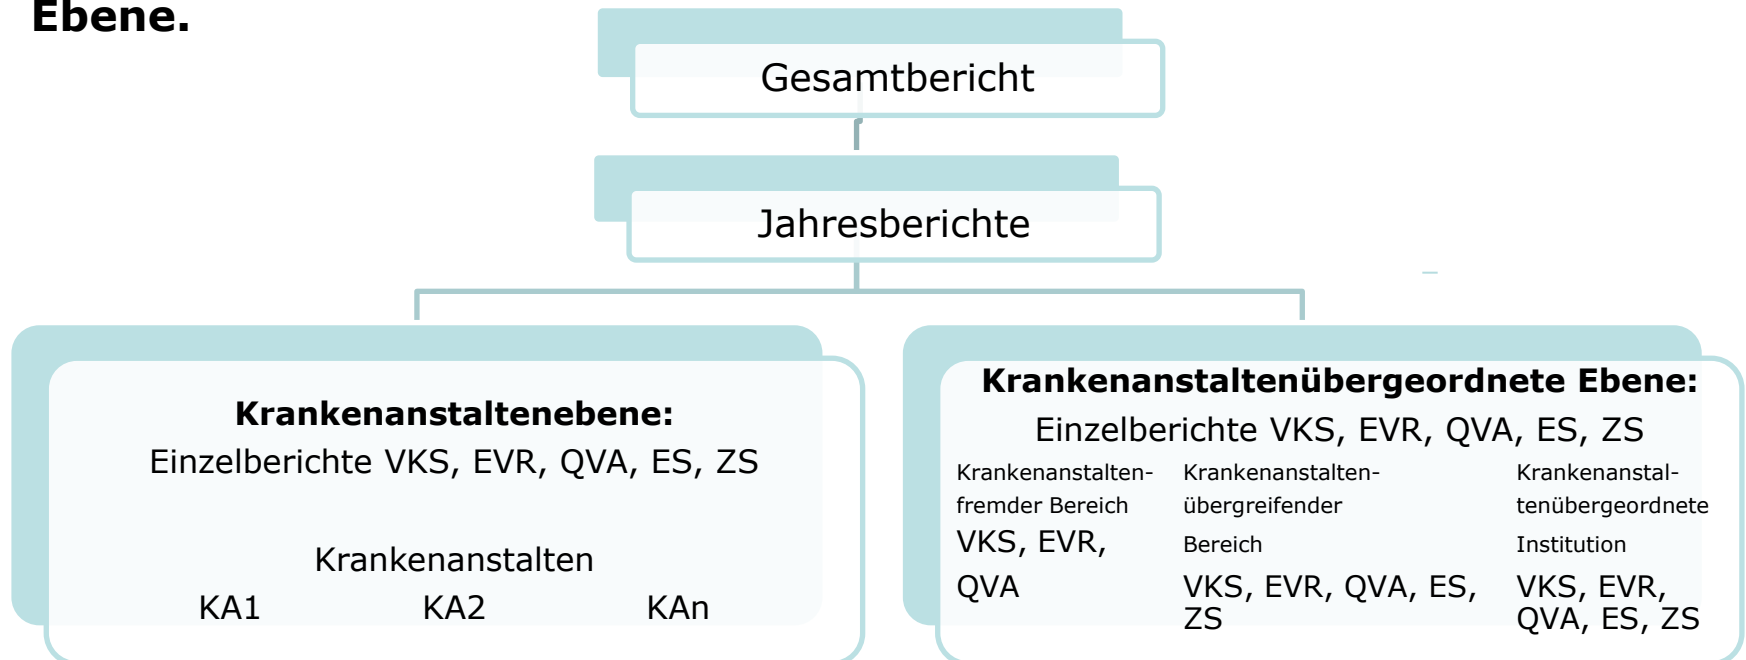 Ebene.
Gesamtbericht
Jahresberichte
Krankenanstaltenebene:
Einzelberichte VKS, EVR, QVA, ES, ZS
Krankenanstalten
KA1 KA2 KAn
Krankenanstaltenübergeordnete Ebene:
Einzelberichte VKS, EVR, QVA, ES, ZS
Krankenanstalten-
fremder Bereich
VKS, EVR,
QVA
Krankenanstalten-
übergreifender
Bereich
VKS, EVR, QVA, ES,
ZS
Krankenanstal-
tenübergeordnete
Institution
VKS, EVR,
QVA, ES, ZS